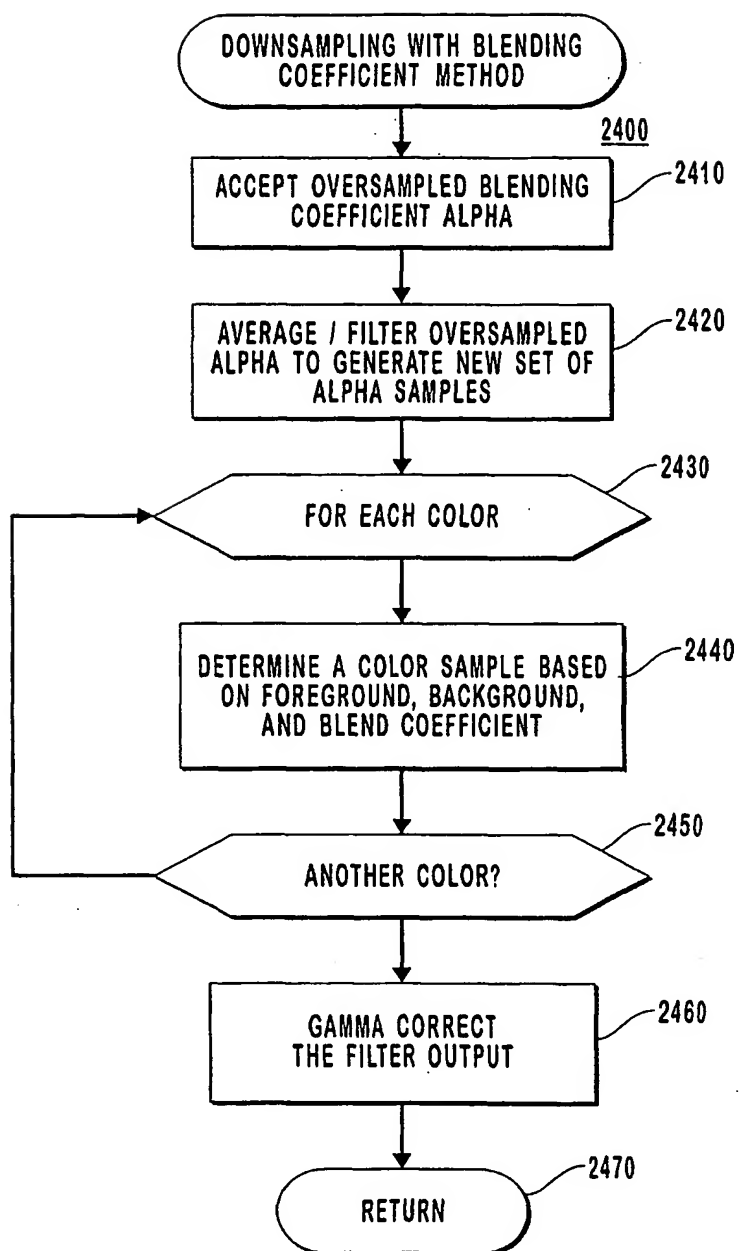 DOWNSAMPLING WITH BLENDING
COEFFICIENT METHOD
2400
ACCEPT OVERSAMPLED BLENDING
COEFFICIENT ALPHA
2410
AVERAGE / FILTER OVERSAMPLED
ALPHA TO GENERATE NEW SET OF
ALPHA SAMPLES
2420
FOR EACH COLOR
2430
DETERMINE A COLOR SAMPLE BASED
ON FOREGROUND, BACKGROUND,
AND BLEND COEFFICIENT
2440
ANOTHER COLOR?
2450
GAMMA CORRECT
THE FILTER OUTPUT
2460
RETURN
2470